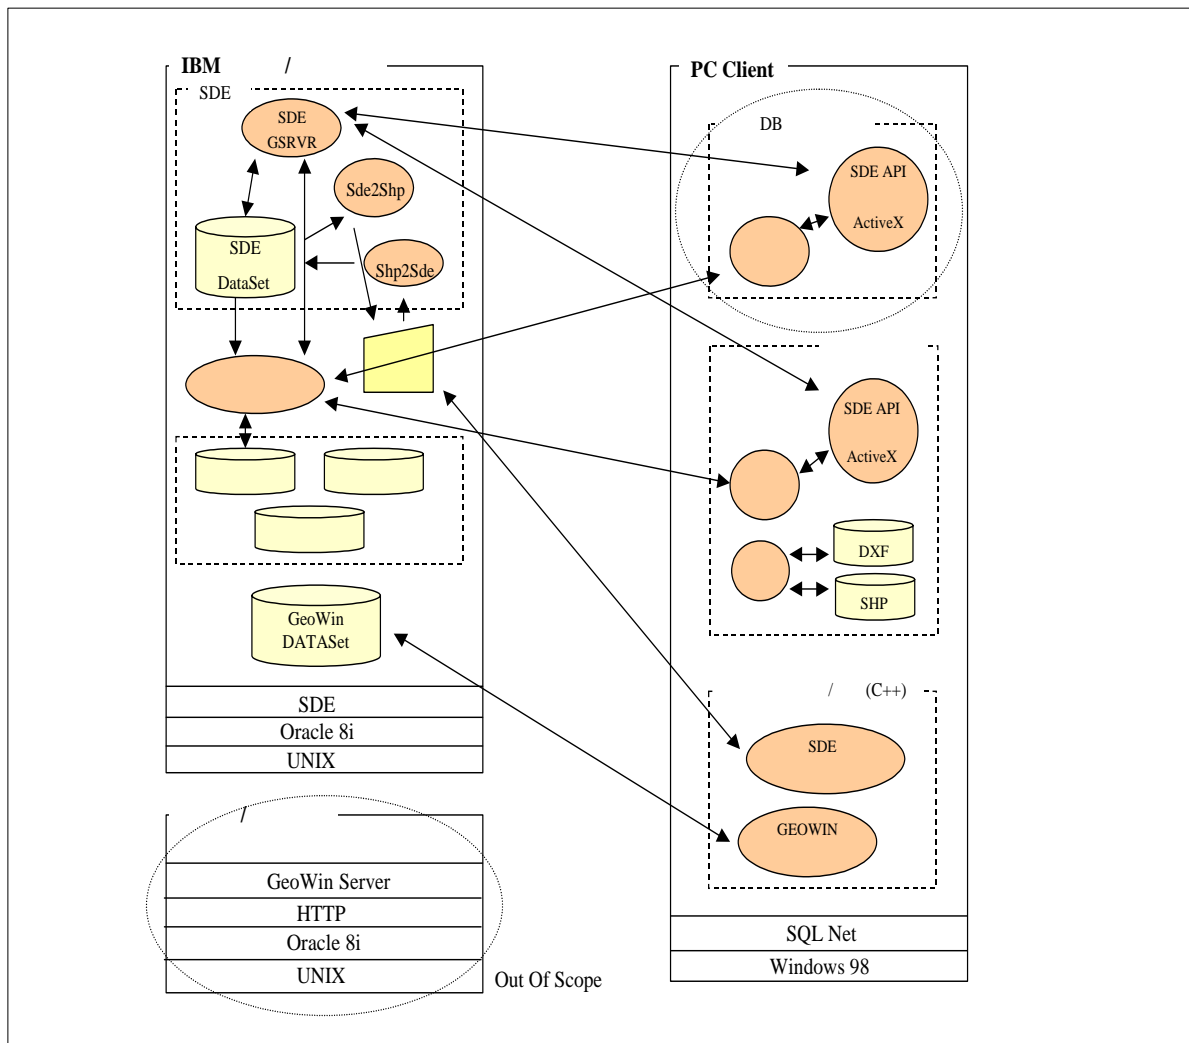 IBM /
SDE
SDE
GSRVR
Sde2Shp
SDE
DataSet
Shp2Sde
GeoWin
DATASet
SDE
Oracle 8i
UNIX
/
GeoWin Server
HTTP
Oracle 8i
UNIX
Out Of Scope
PC Client
DB
SDE API
ActiveX
SDE API
ActiveX
DXF
SHP
/ (C++)
SDE
GEOWIN
SQL Net
Windows 98